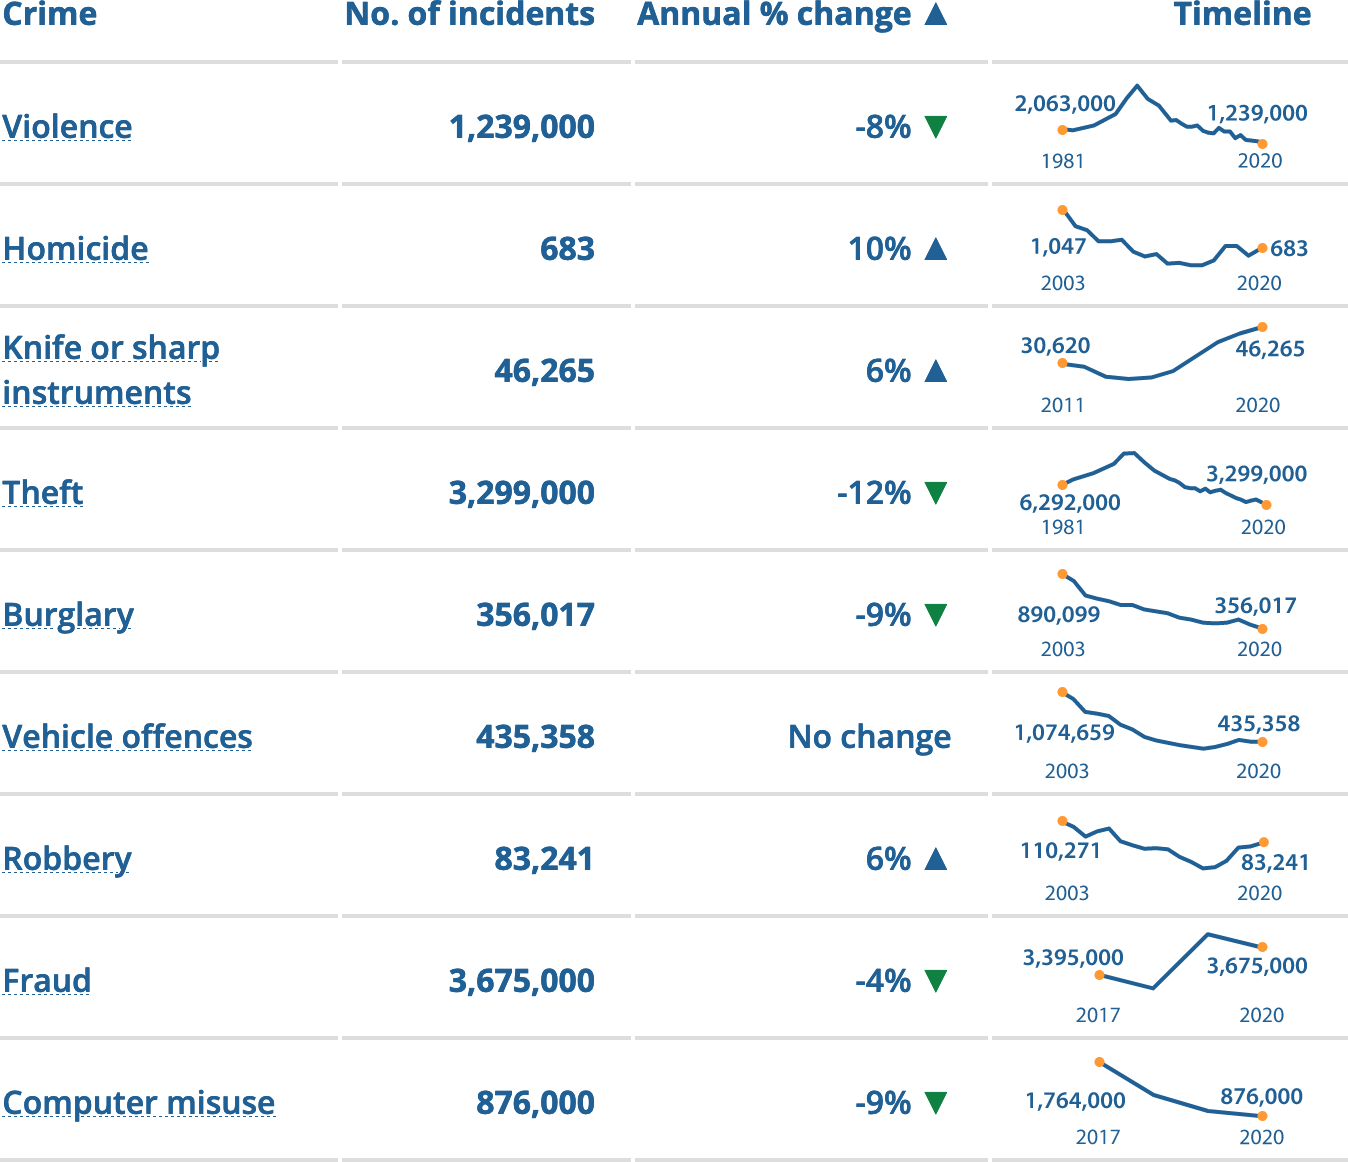 Crime No. of incidents Annual % change ▲ Timeline
Violence 1,239,000 -8% ▼ 2,063,000 1,239,000
1981 2020
Homicide 683 10% ▲ 1,047 683
2003 2020
Knife or sharp
instruments 46,265 6% ▲ 30,620 46,265
2011 2020
Theft 3,299,000 -12% ▼ 6,292,000 3,299,000
1981 2020
Burglary 356,017 -9% ▼ 890,099 356,017
2003 2020
Vehicle offences 435,358 No change 1,074,659 435,358
2003 2020
Robbery 83,241 6% ▲ 110,271 83,241
2003 2020
Fraud 3,675,000 -4% ▼ 3,395,000 3,675,000
2017 2020
Computer misuse 876,000 -9% ▼ 1,764,000 876,000
2017 2020